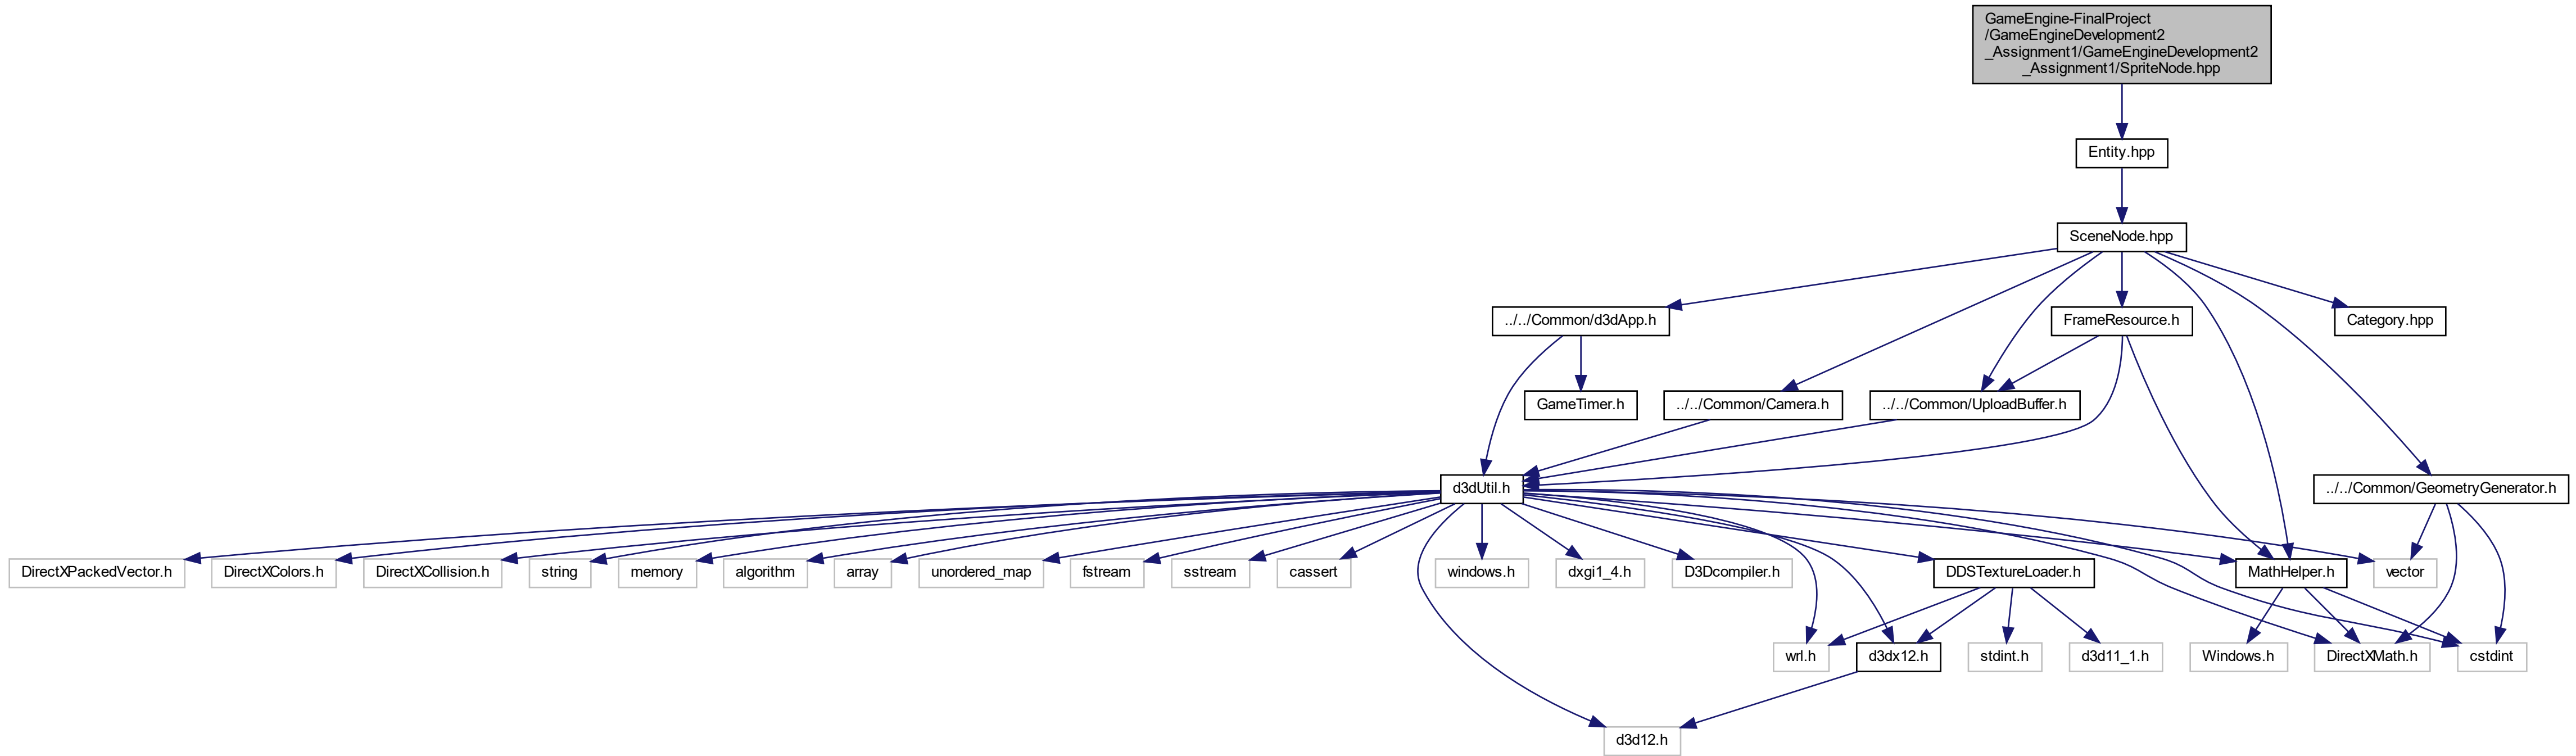 GameEngine-FinalProject
/GameEngineDevelopment2
_Assignment1/GameEngineDevelopment2
_Assignment1/SpriteNode.hpp
Entity.hpp
SceneNode.hpp
../../Common/d3dApp.h
FrameResource.h
Category.hpp
GameTimer.h
../../Common/Camera.h
../../Common/UploadBuffer.h
d3dUtil.h
../../Common/GeometryGenerator.h
DirectXPackedVector.h
DirectXColors.h
DirectXCollision.h
string
memory
algorithm
array
unordered_map
fstream
sstream
cassert
windows.h
dxgi1_4.h
D3Dcompiler.h
DDSTextureLoader.h
MathHelper.h
vector
wrl.h
d3dx12.h
stdint.h
d3d11_1.h
Windows.h
DirectXMath.h
cstdint
d3d12.h